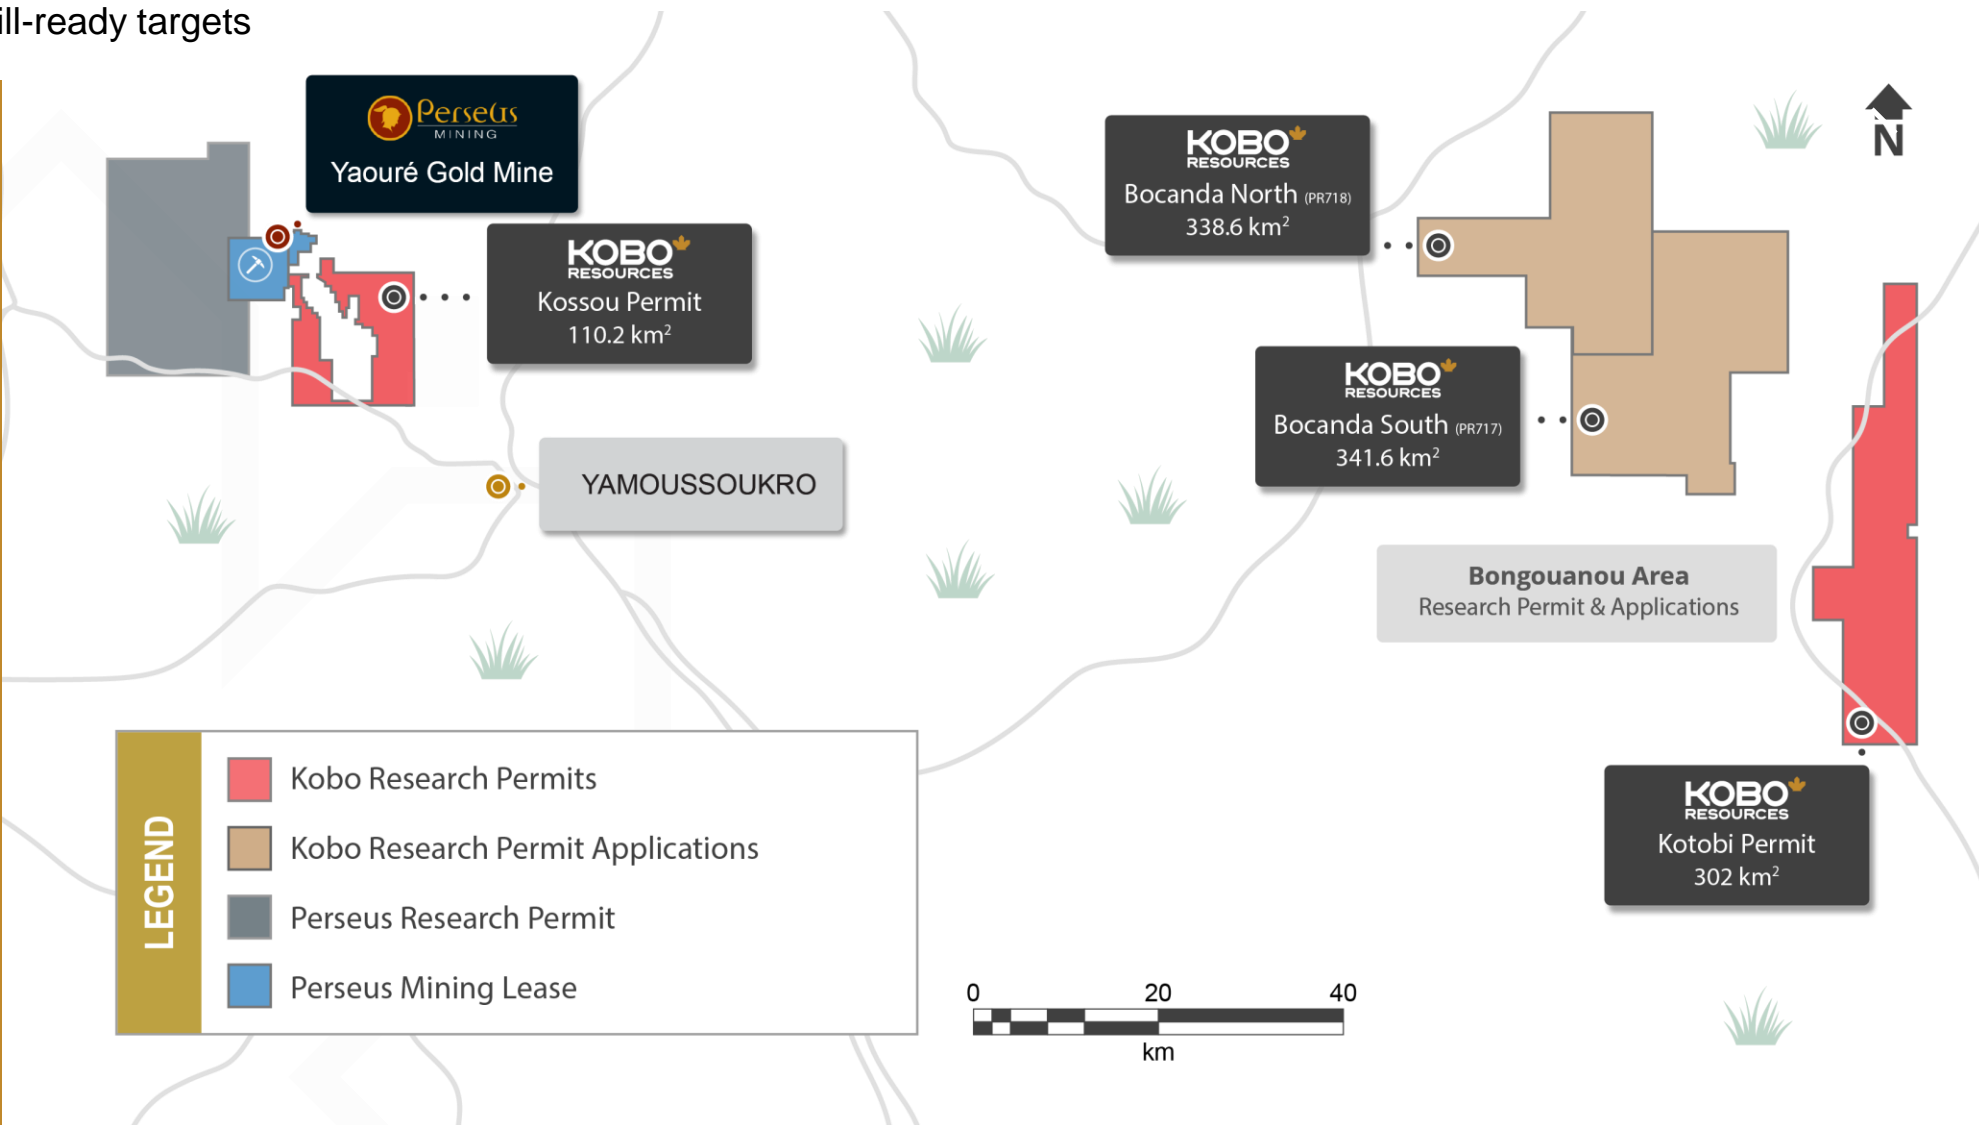 ill-ready targets
Perseus
MINING
Yaouré Gold Mine
KOBO
RESOURCES
Kossou Permit
110.2 km²
KOBO
RESOURCES
Bocanda North (PR718)
338.6 km²
N
KOBO
RESOURCES
Bocanda South (PR717)
341.6 km²
YAMOUSSOUKRO
Bongouanou Area
Research Permit & Applications
KOBO
RESOURCES
Kotobi Permit
302 km²
LEGEND
Kobo Research Permits
Kobo Research Permit Applications
Perseus Research Permit
Perseus Mining Lease
0 20 40
km